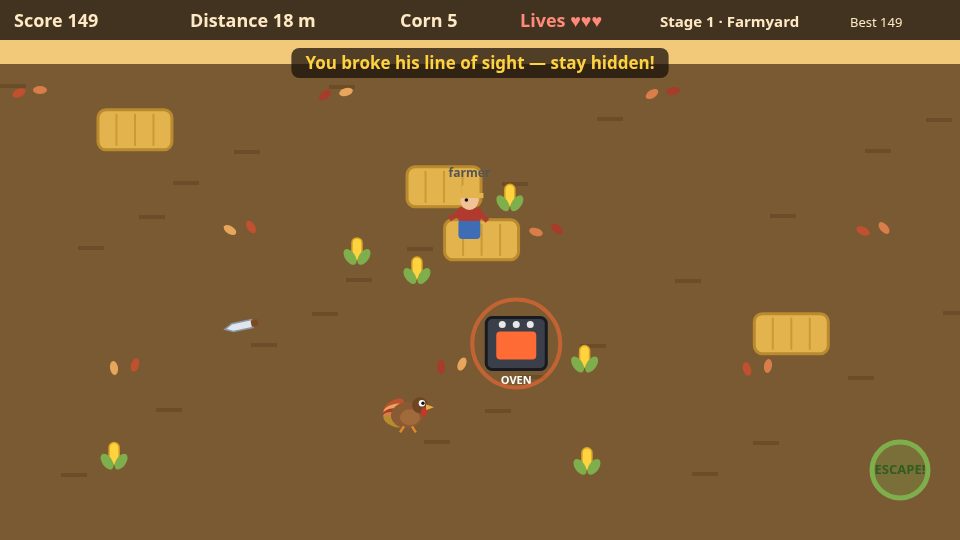 Score 149
Distance 18 m
Corn 5
Lives ♥♥♥
Stage 1 · Farmyard
Best 149
You broke his line of sight — stay hidden!
farmer
OVEN
ESCAPE!